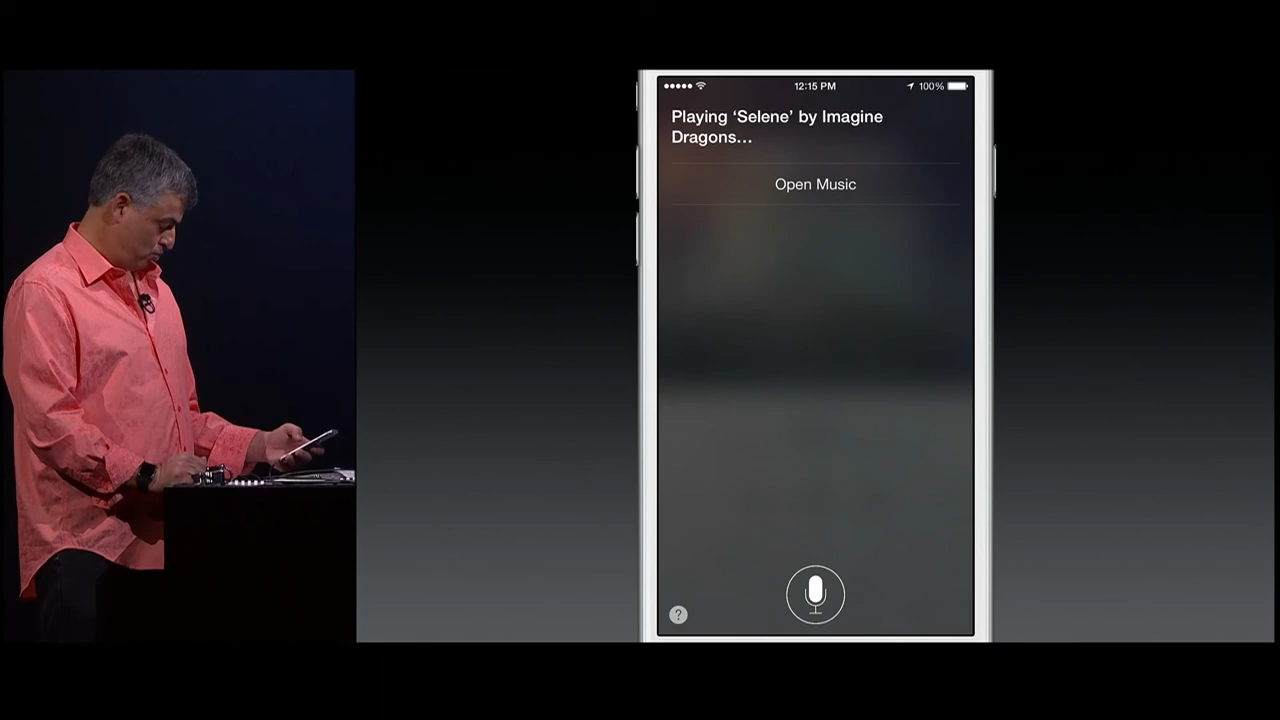 12:15 PM
100%
Playing ‘Selene’ by Imagine
Dragons...
Open Music
?